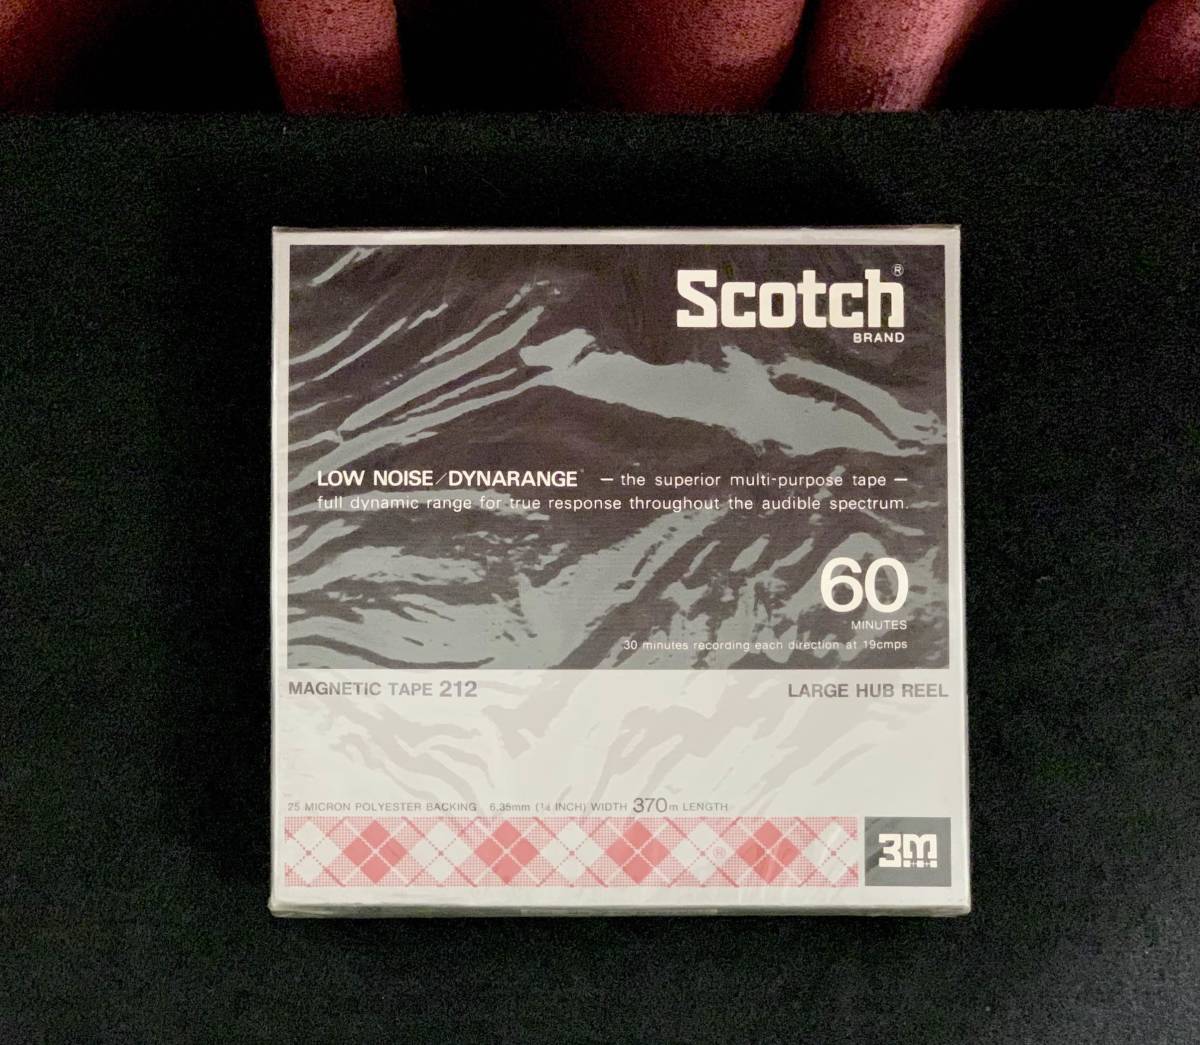 Scotch®
BRAND
LOW NOISE/DYNARANGE® — the superior multi-purpose tape —
full dynamic range for true response throughout the audible spectrum.
60
MINUTES
30 minutes recording each direction at 19cmps
MAGNETIC TAPE 212 LARGE HUB REEL
25 MICRON POLYESTER BACKING 6.35mm (¼ INCH) WIDTH 370m LENGTH
® 3M